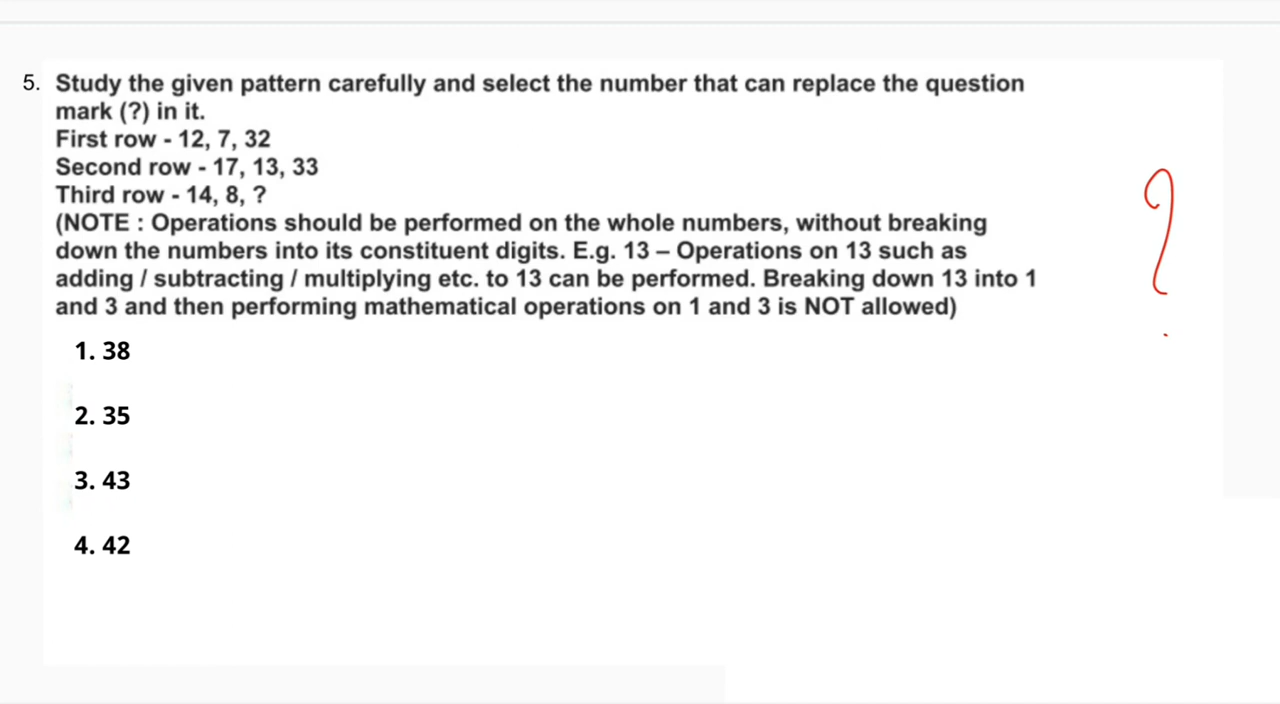 5. Study the given pattern carefully and select the number that can replace the question
mark (?) in it.
First row - 12, 7, 32
Second row - 17, 13, 33
Third row - 14, 8, ?
(NOTE : Operations should be performed on the whole numbers, without breaking
down the numbers into its constituent digits. E.g. 13 – Operations on 13 such as
adding / subtracting / multiplying etc. to 13 can be performed. Breaking down 13 into 1
and 3 and then performing mathematical operations on 1 and 3 is NOT allowed)
?
1. 38
2. 35
3. 43
4. 42